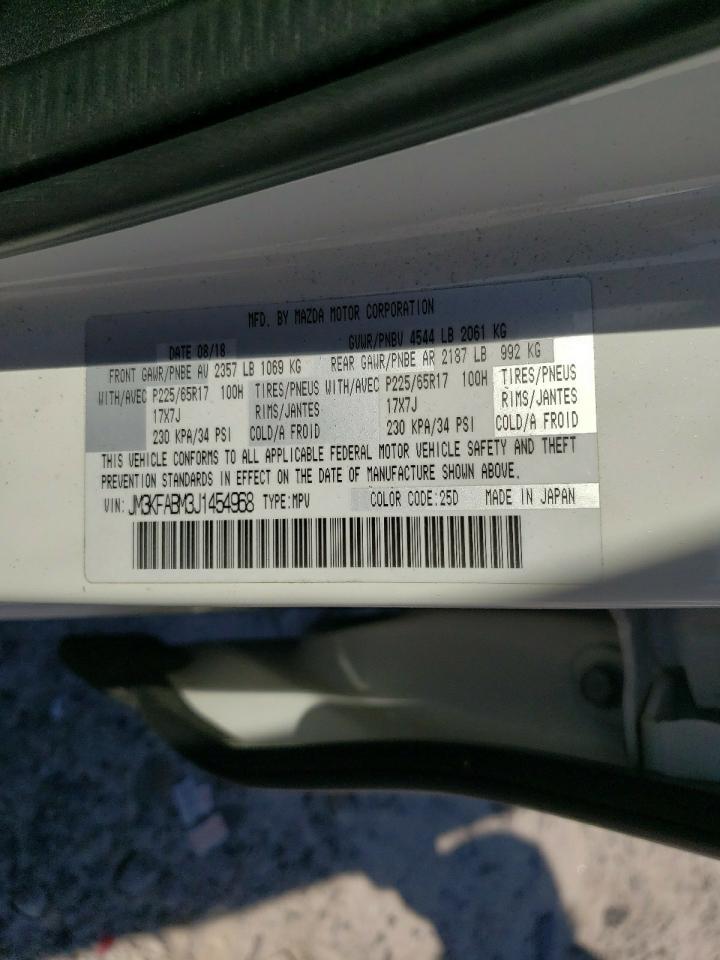 MFD. BY MAZDA MOTOR CORPORATION
DATE 08/18 GVWR/PNBV 4544 LB 2061 KG
FRONT GAWR/PNBE AV 2357 LB 1069 KG REAR GAWR/PNBE AR 2187 LB 992 KG
WITH/AVEC P225/65R17 100H TIRES/PNEUS WITH/AVEC P225/65R17 100H TIRES/PNEUS
17X7J RIMS/JANTES 17X7J RIMS/JANTES
230 KPA/34 PSI COLD/A FROID 230 KPA/34 PSI COLD/A FROID
THIS VEHICLE CONFORMS TO ALL APPLICABLE FEDERAL MOTOR VEHICLE SAFETY AND THEFT
PREVENTION STANDARDS IN EFFECT ON THE DATE OF MANUFACTURE SHOWN ABOVE.
VIN: JM3KFABM3J1454968 TYPE:MPV COLOR CODE:25D MADE IN JAPAN